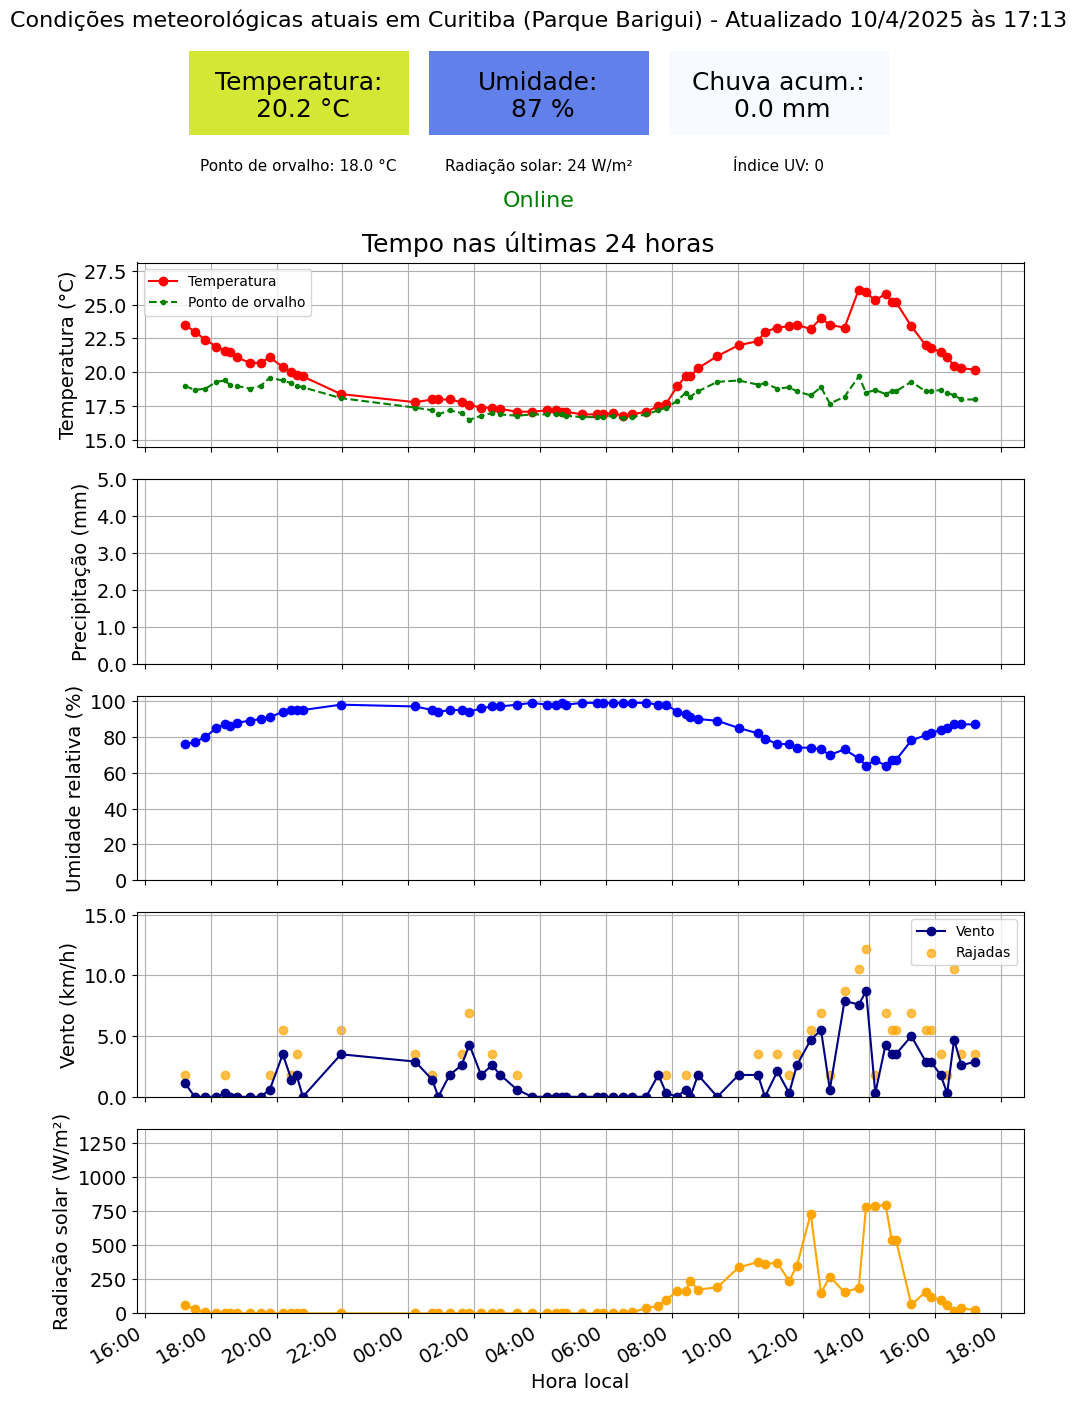 Condições meteorológicas atuais em Curitiba (Parque Barigui) - Atualizado 10/4/2025 às 17:13
Temperatura:
20.2 °C
Umidade:
87 %
Chuva acum.:
0.0 mm
Ponto de orvalho: 18.0 °C
Radiação solar: 24 W/m²
Índice UV: 0
Online
Tempo nas últimas 24 horas
Temperatura (°C)
27.5
25.0
22.5
20.0
17.5
15.0
Temperatura
Ponto de orvalho
Precipitação (mm)
5.0
4.0
3.0
2.0
1.0
0.0
Umidade relativa (%)
100
80
60
40
20
0
Vento (km/h)
15.0
10.0
5.0
0.0
Vento
Rajadas
Radiação solar (W/m²)
1250
1000
750
500
250
0
16:00
18:00
20:00
22:00
00:00
02:00
04:00
06:00
08:00
10:00
12:00
14:00
16:00
18:00
Hora local